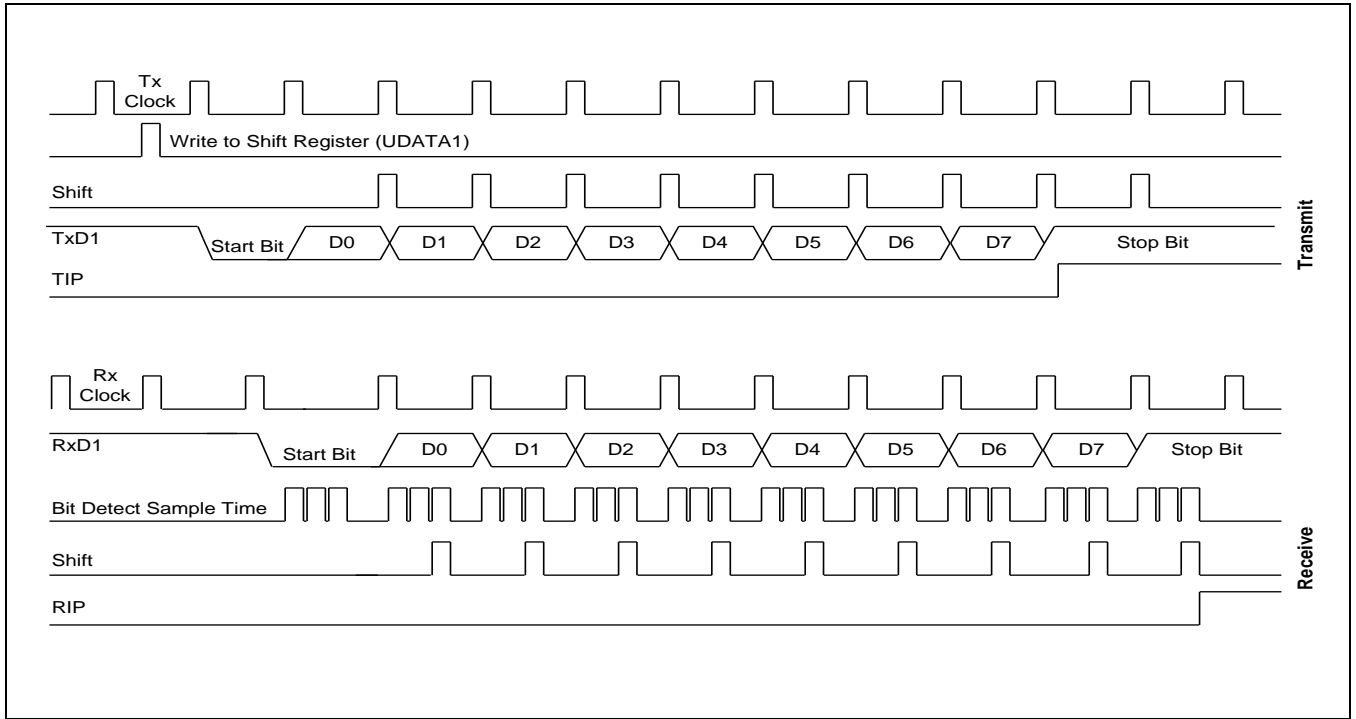 Tx
Clock
Write to Shift Register (UDATA1)
Shift
TxD1
Start Bit D0 D1 D2 D3 D4 D5 D6 D7 Stop Bit
TIP
Transmit
Rx
Clock
RxD1
Start Bit D0 D1 D2 D3 D4 D5 D6 D7 Stop Bit
Bit Detect Sample Time
Shift
RIP
Receive